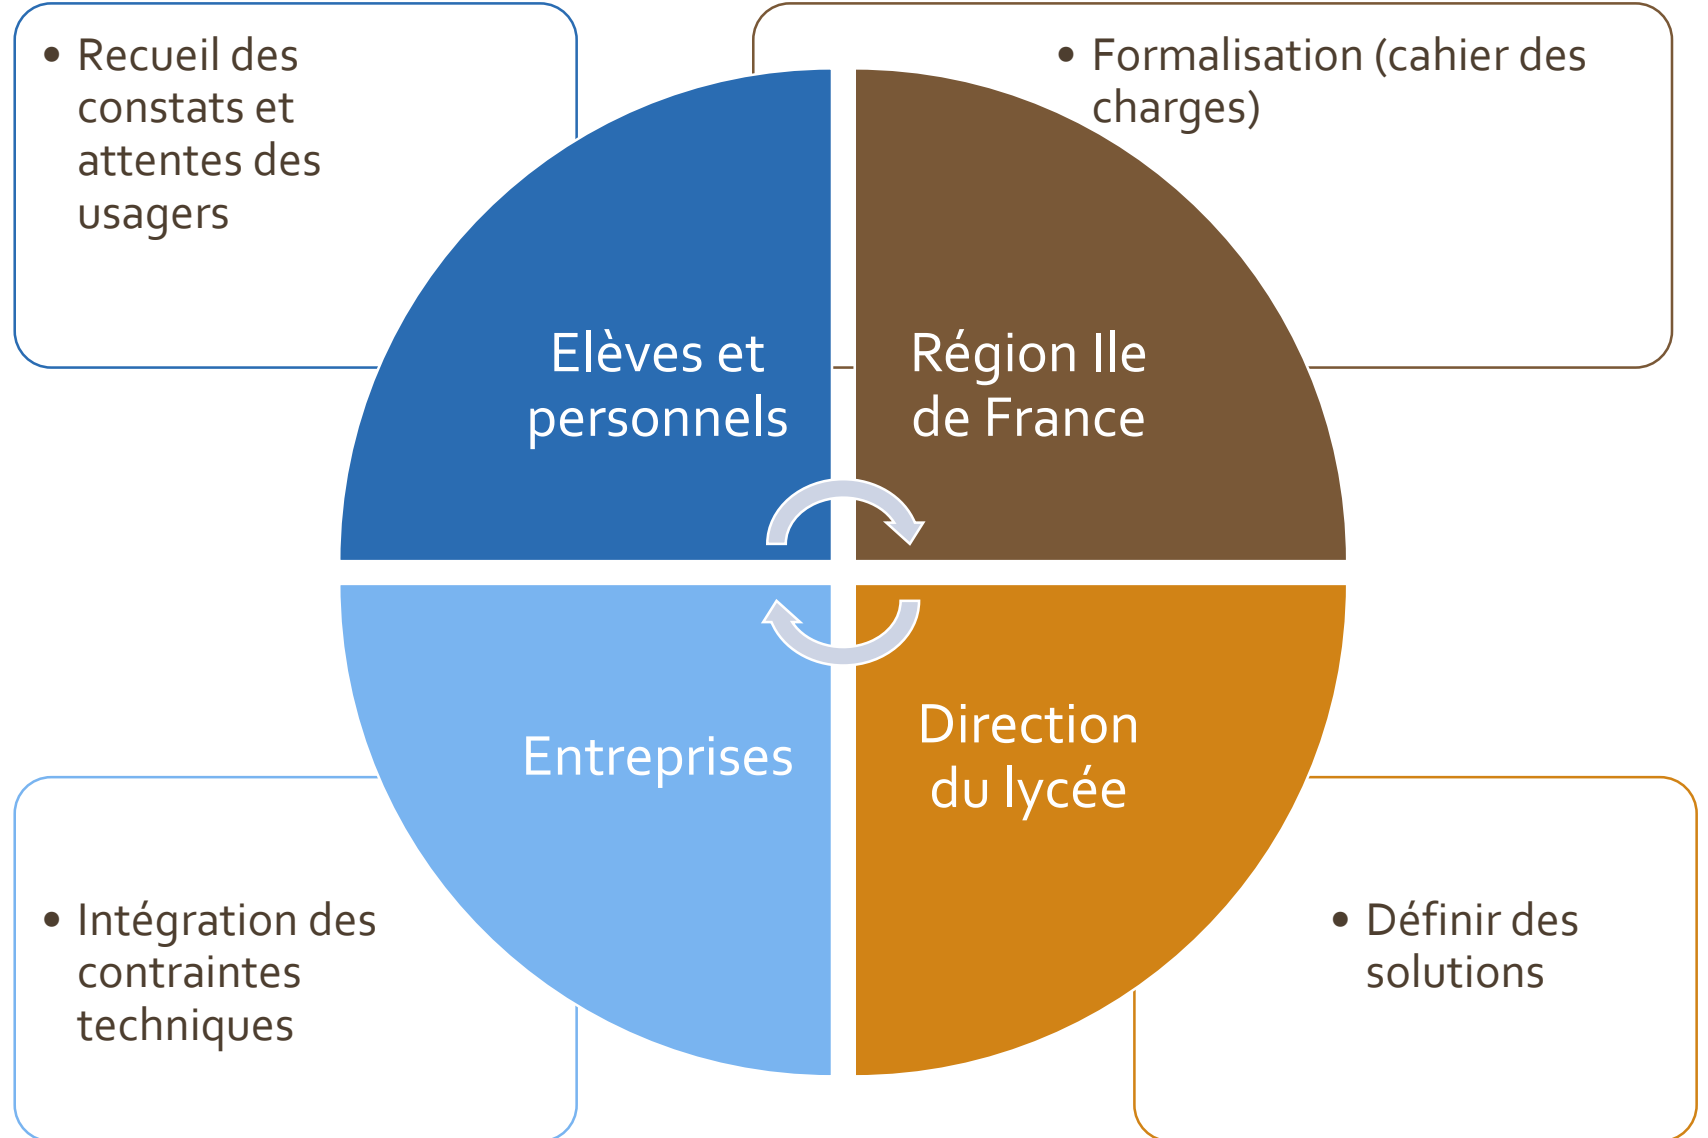 • Recueil des
constats et
attentes des
usagers
• Formalisation (cahier des
charges)
Elèves et
personnels
Région Ile
de France
Entreprises
Direction
du lycée
• Intégration des
contraintes
techniques
• Définir des
solutions